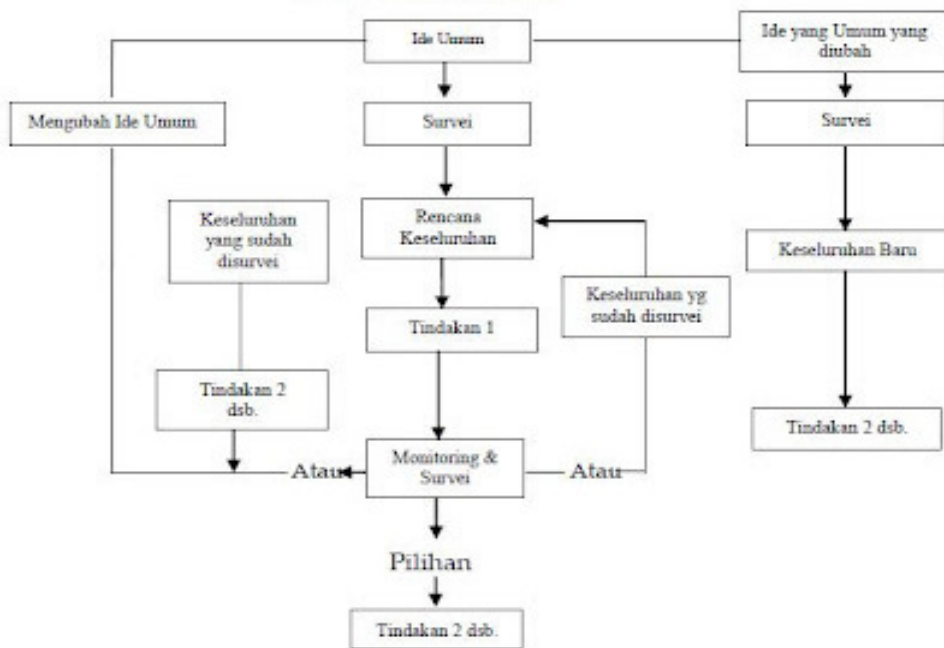 Ide Umum
Ide yang Umum yang
diubah
Mengubah Ide Umum
Survei
Survei
Keseluruhan
yang sudah
disurvei
Rencana
Keseluruhan
Keseluruhan Baru
Keseluruhan yg
sudah disurvei
Tindakan 1
Tindakan 2
dsb.
Tindakan 2 dsb.
Atau
Monitoring &
Survei
Atau
Pilihan
Tindakan 2 dsb.